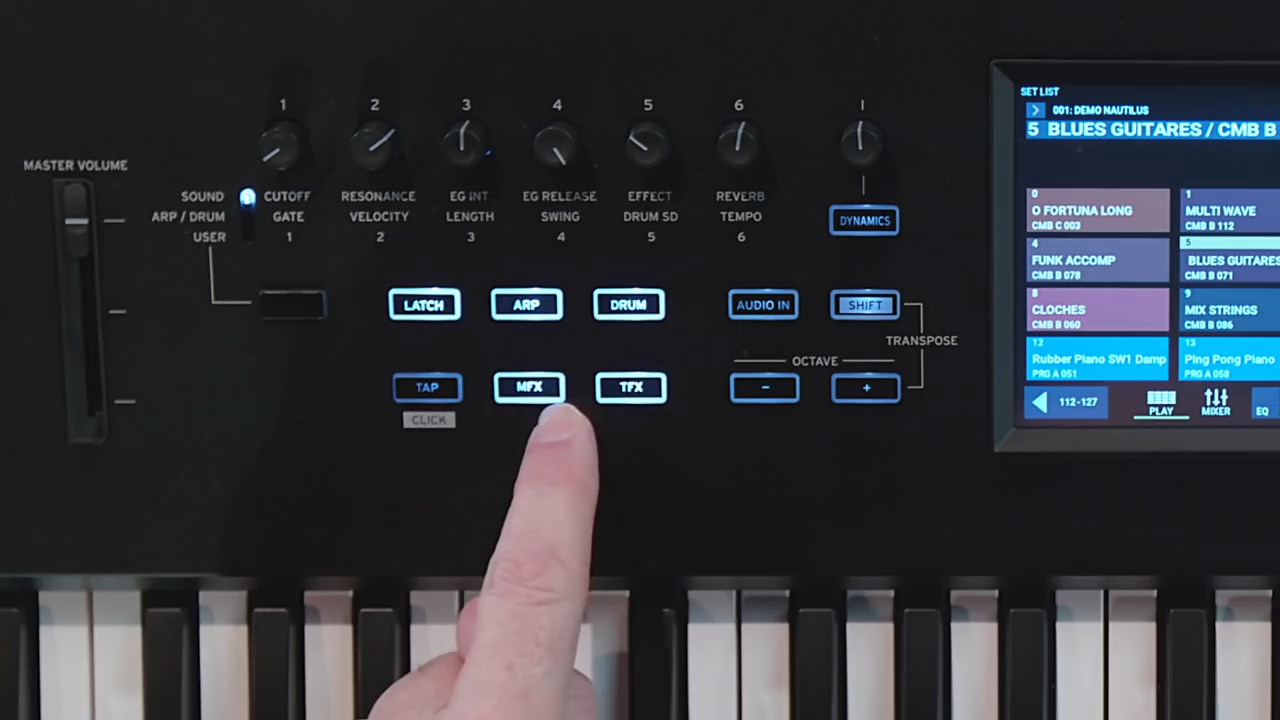 1 2 3 4 5 6 I
MASTER VOLUME
SOUND CUTOFF RESONANCE EG INT EG RELEASE EFFECT REVERB
ARP / DRUM GATE VELOCITY LENGTH SWING DRUM SD TEMPO
USER 1 2 3 4 5 6
DYNAMICS
LATCH ARP DRUM AUDIO IN SHIFT
TRANSPOSE
OCTAVE
TAP MFX TFX - +
CLICK
SET LIST
> 001: DEMO NAUTILUS
5 BLUES GUITARES / CMB B
0 1
O FORTUNA LONG MULTI WAVE
CMB C 003 CMB B 112
4 5
FUNK ACCOMP BLUES GUITARES
CMB B 078 CMB B 071
8 9
CLOCHES MIX STRINGS
CMB B 060 CMB B 086
12 13
Rubber Piano SW1 Damp Ping Pong Piano
PRG A 051 PRG A 058
112-127 PLAY MIXER EQ